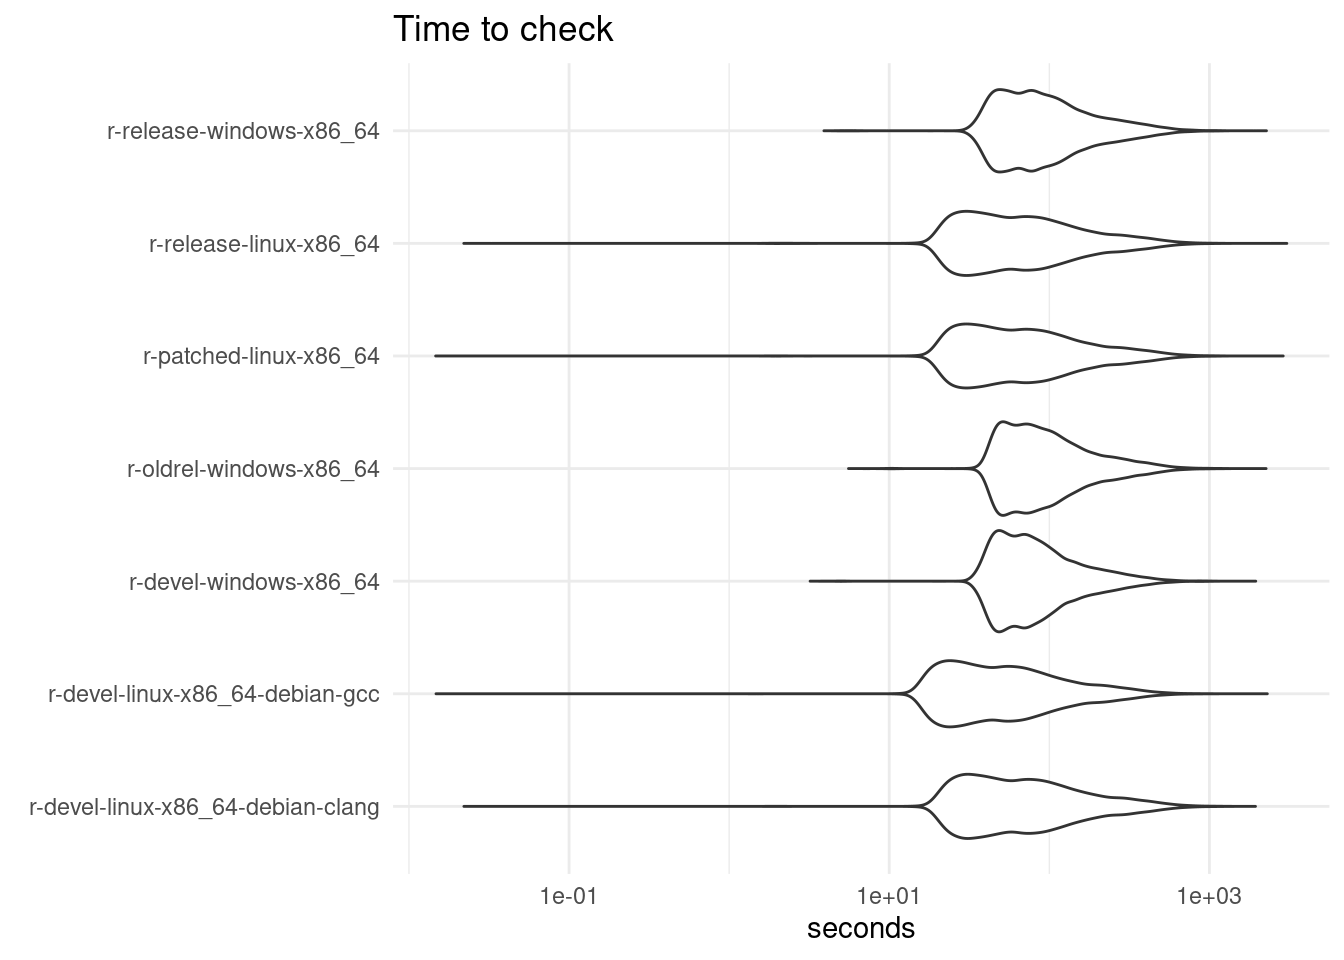 Time to check
r-release-windows-x86_64
r-release-linux-x86_64
r-patched-linux-x86_64
r-oldrel-windows-x86_64
r-devel-windows-x86_64
r-devel-linux-x86_64-debian-gcc
r-devel-linux-x86_64-debian-clang
1e-01 1e+01 1e+03
seconds